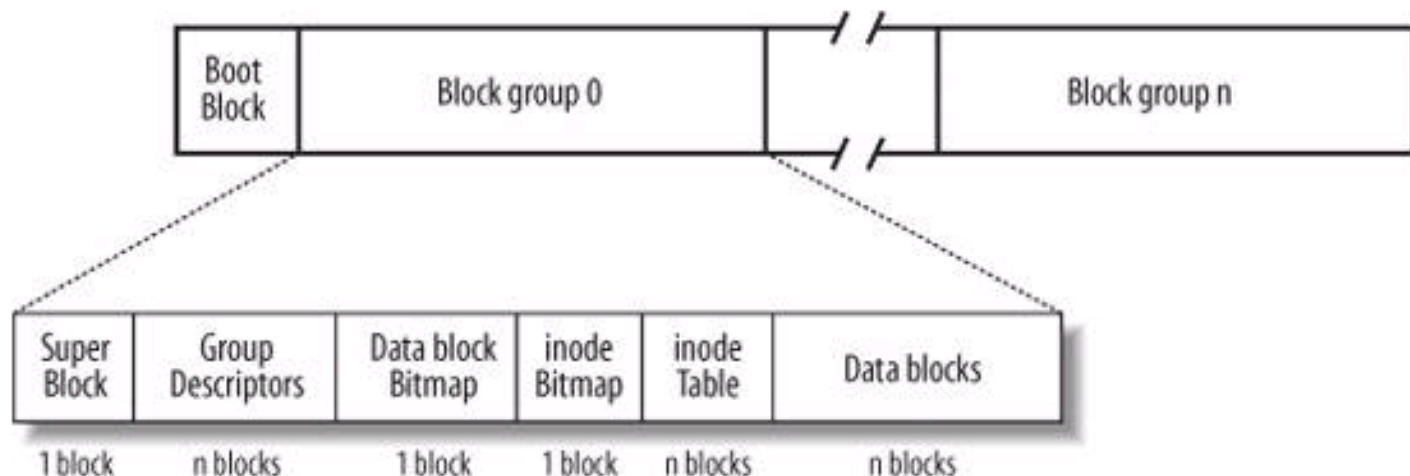 Boot
Block
Block group 0
Block group n
Super
Block
Group
Descriptors
Data block
Bitmap
inode
Bitmap
inode
Table
Data blocks
1 block
n blocks
1 block
1 block
n blocks
n blocks